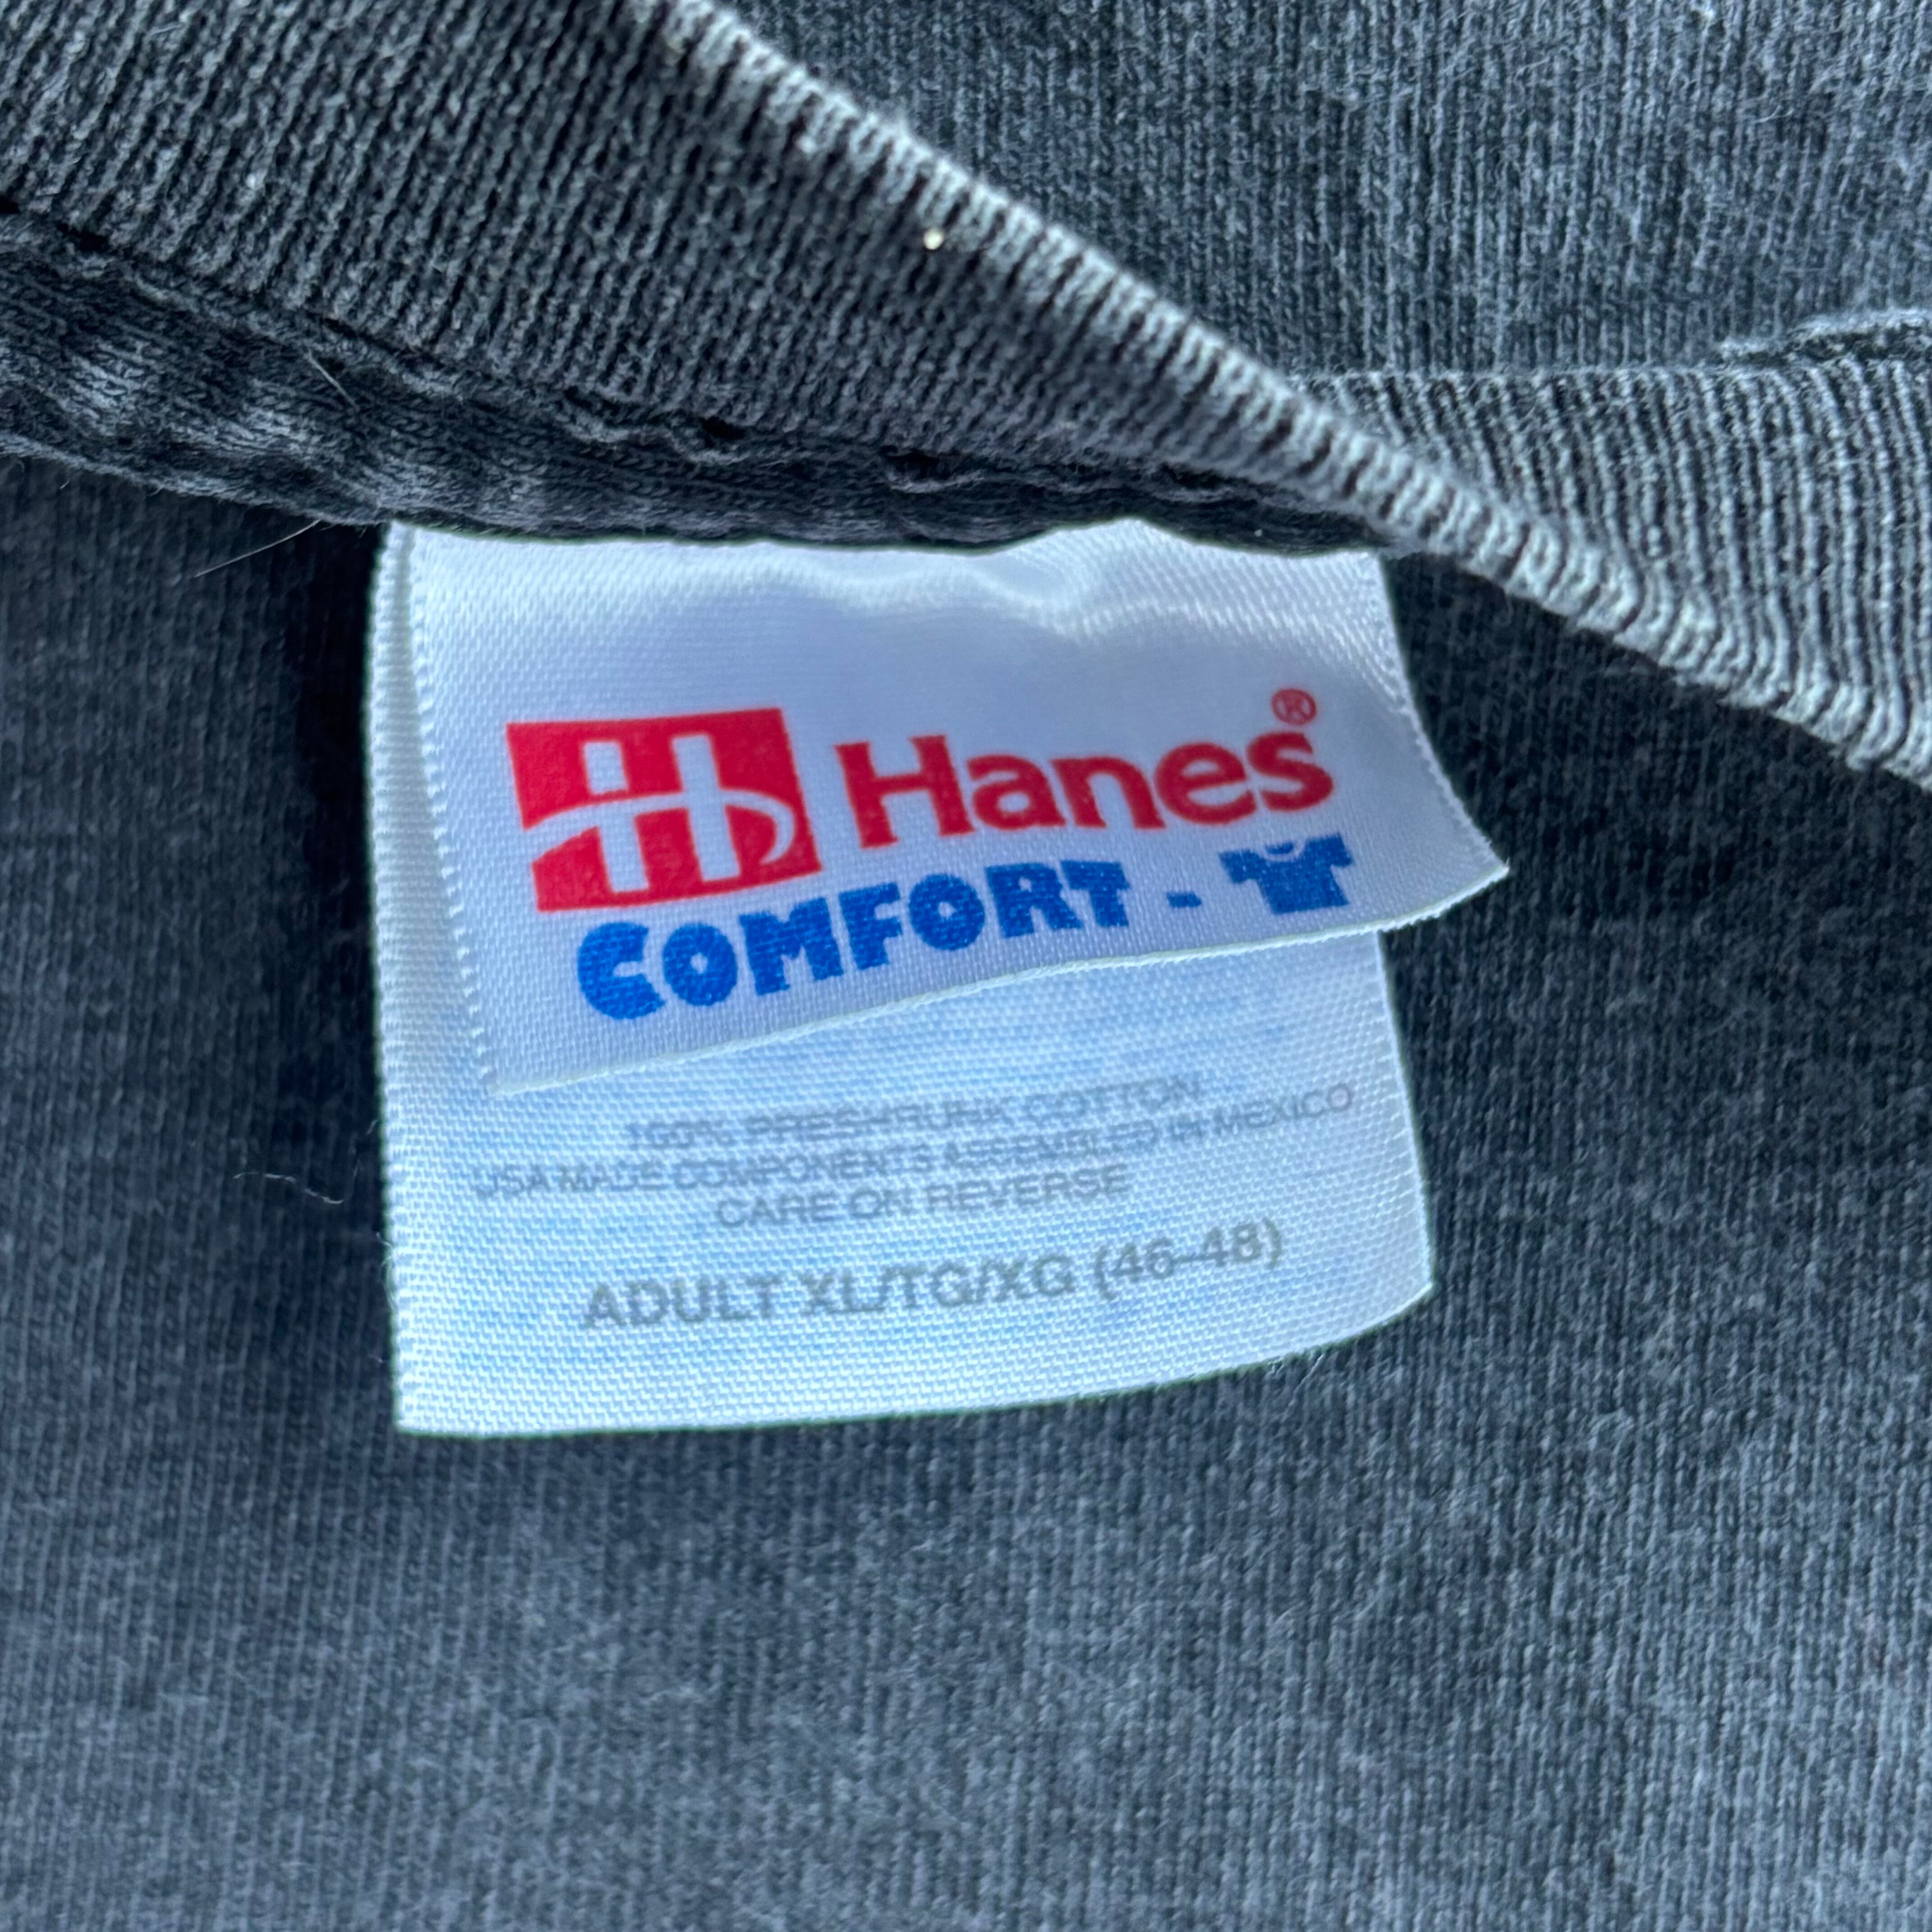 Hanes®
COMFORT -
100% PRESHRUNK COTTON
USA MADE COMPONENTS ASSEMBLED IN MEXICO
CARE ON REVERSE
ADULT XL/TG/XG (46-48)